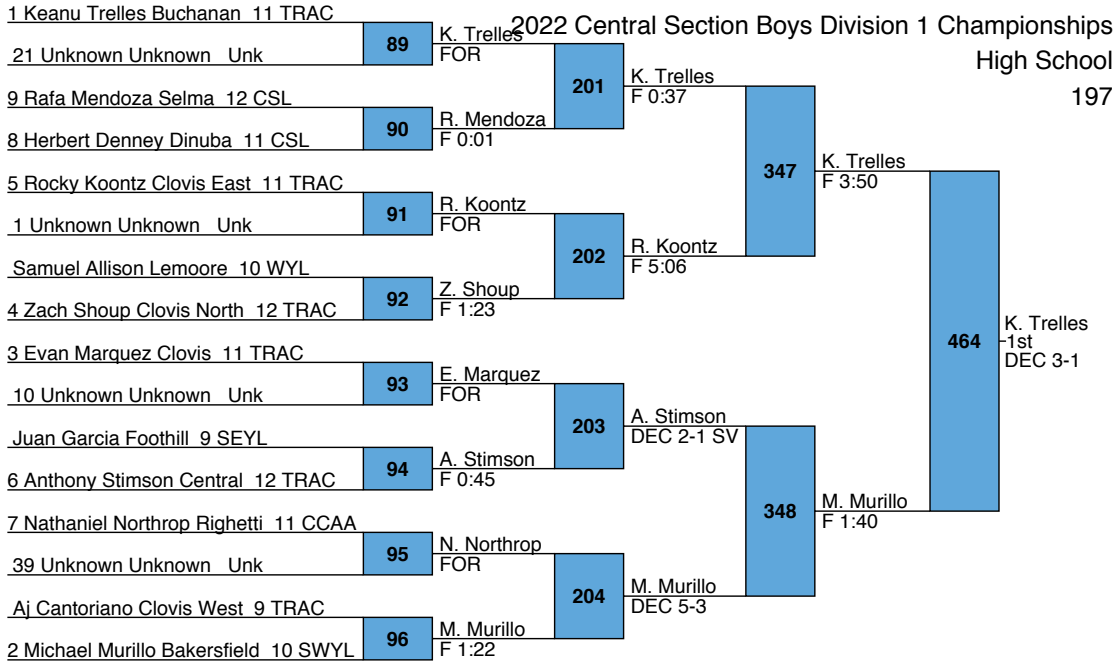 2022 Central Section Boys Division 1 Championships
High School
197
1 Keanu Trelles Buchanan 11 TRAC
21 Unknown Unknown Unk
9 Rafa Mendoza Selma 12 CSL
8 Herbert Denney Dinuba 11 CSL
5 Rocky Koontz Clovis East 11 TRAC
1 Unknown Unknown Unk
Samuel Allison Lemoore 10 WYL
4 Zach Shoup Clovis North 12 TRAC
3 Evan Marquez Clovis 11 TRAC
10 Unknown Unknown Unk
Juan Garcia Foothill 9 SEYL
6 Anthony Stimson Central 12 TRAC
7 Nathaniel Northrop Righetti 11 CCAA
39 Unknown Unknown Unk
Aj Cantoriano Clovis West 9 TRAC
2 Michael Murillo Bakersfield 10 SWYL
89
90
91
92
93
94
95
96
K. Trelles
FOR
R. Mendoza
F 0:01
R. Koontz
FOR
Z. Shoup
F 1:23
E. Marquez
FOR
A. Stimson
F 0:45
N. Northrop
FOR
M. Murillo
F 1:22
201
202
203
204
K. Trelles
F 0:37
R. Koontz
F 5:06
A. Stimson
DEC 2-1 SV
M. Murillo
DEC 5-3
347
348
K. Trelles
F 3:50
M. Murillo
F 1:40
464
K. Trelles
1st
DEC 3-1